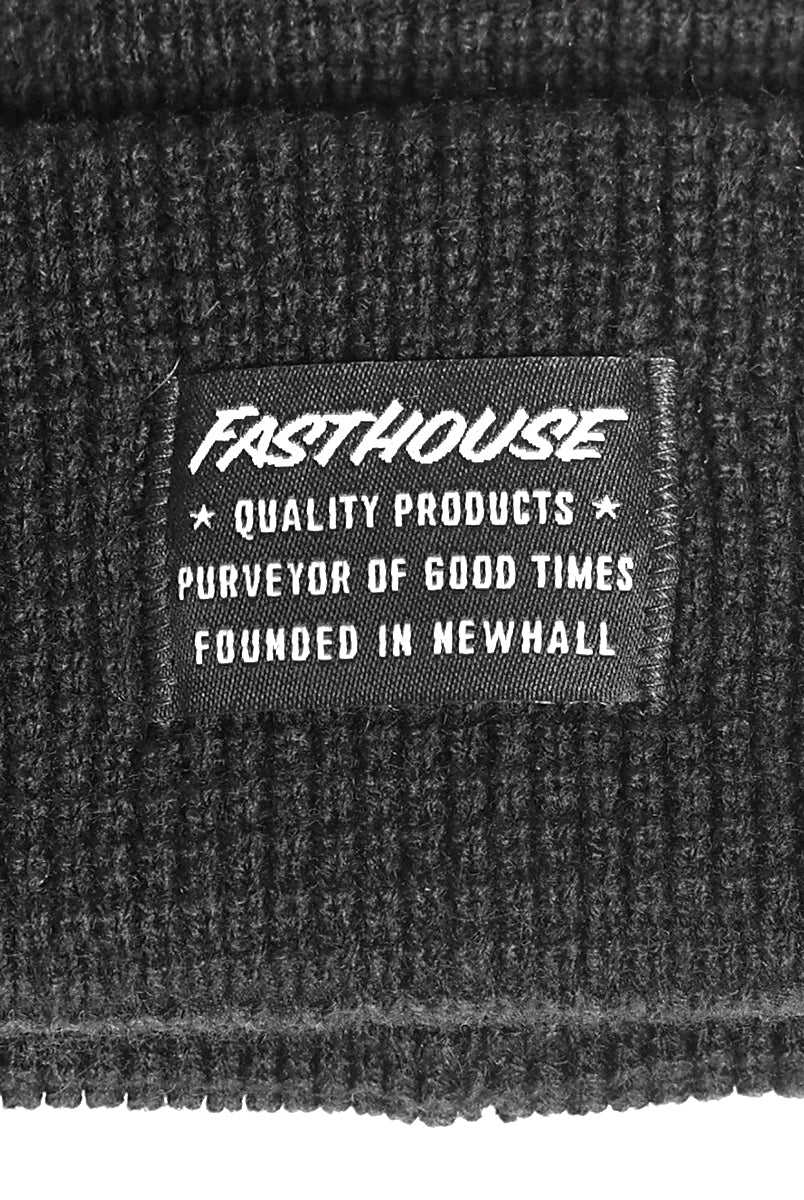 FASTHOUSE
★ QUALITY PRODUCTS ★
PURVEYOR OF GOOD TIMES
FOUNDED IN NEWHALL